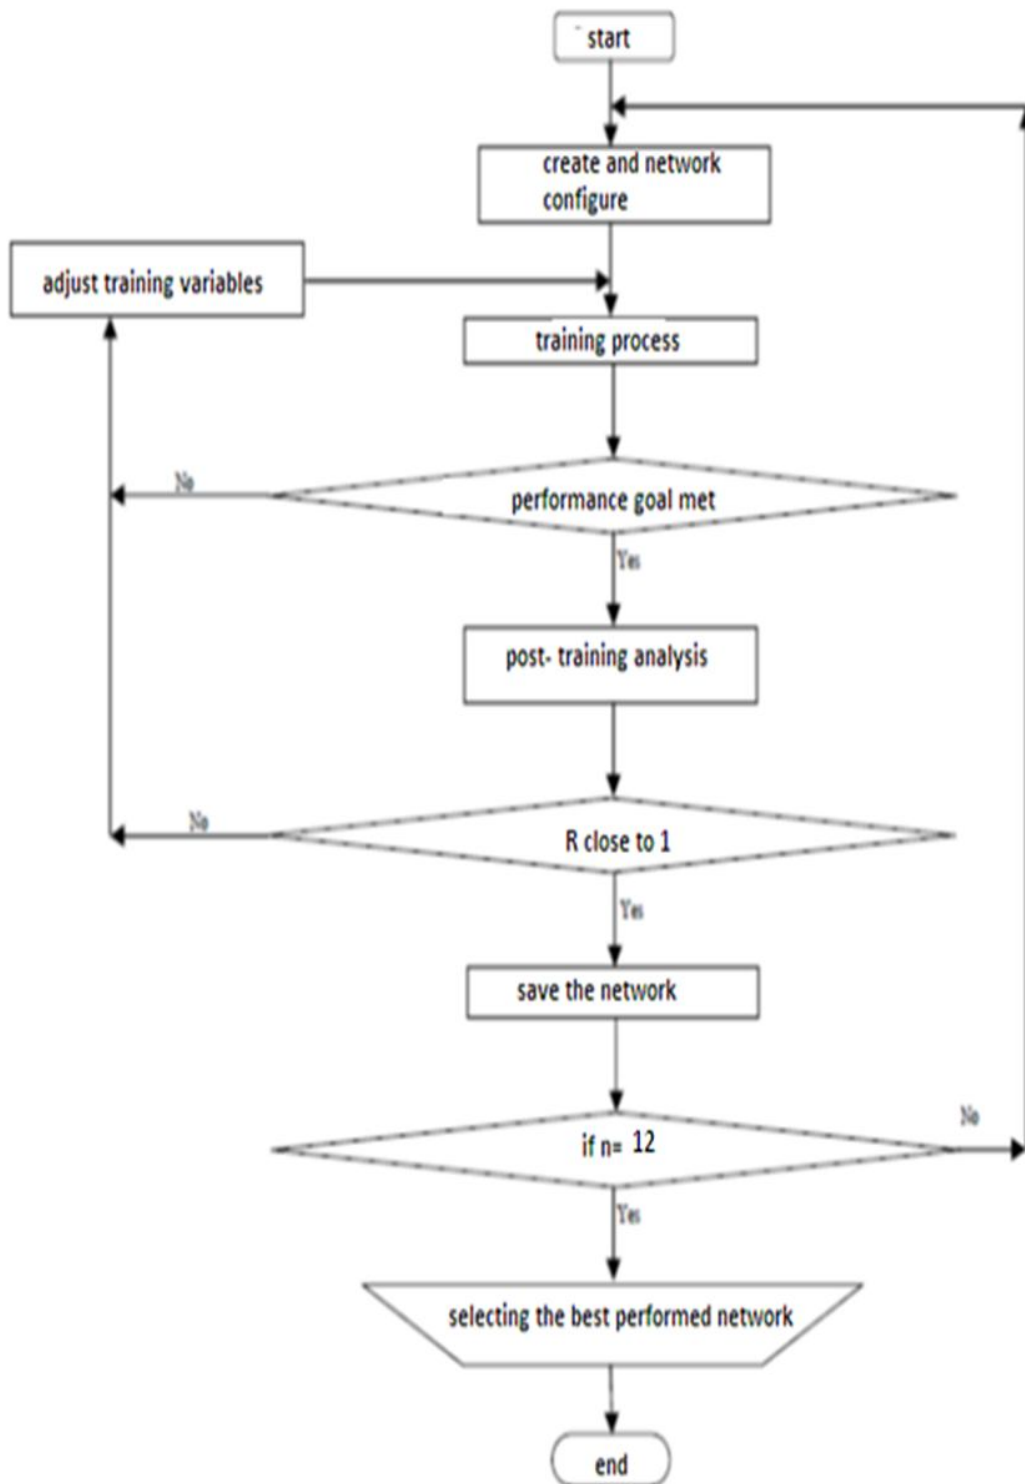 start
create and network
configure
adjust training variables
training process
No
performance goal met
Yes
post- training analysis
No
R close to 1
Yes
save the network
No
if n= 12
Yes
selecting the best performed network
end